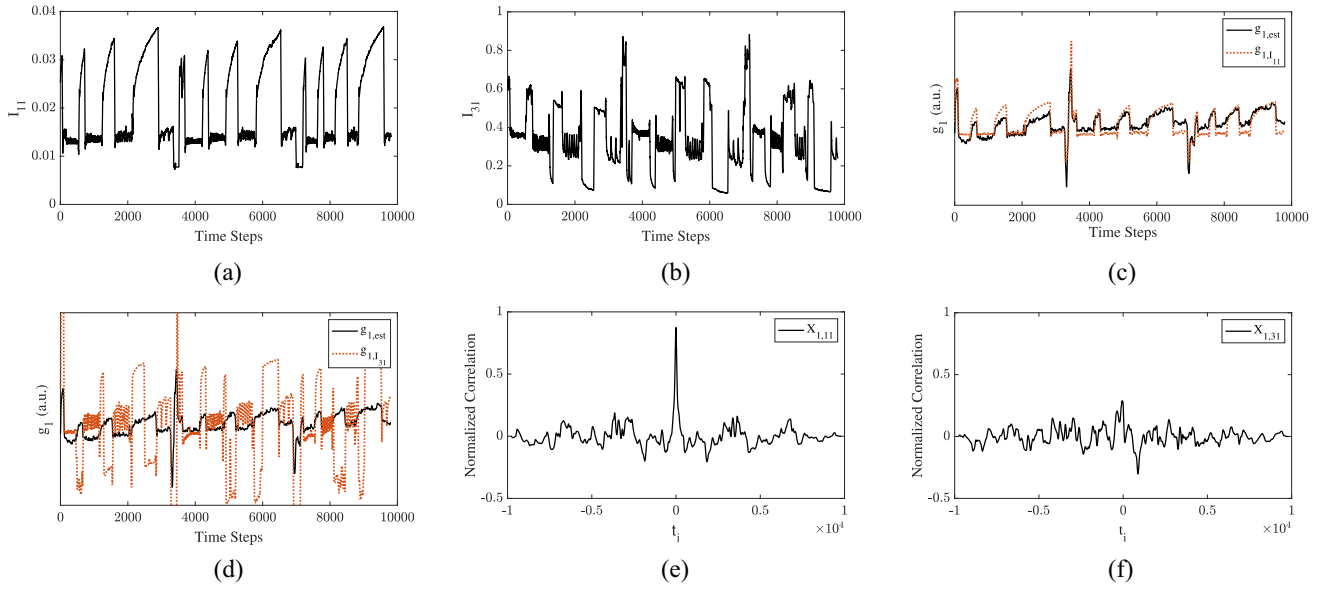 0.04
0.03
0.02
0.01
0
I11
0 2000 4000 6000 8000 10000
Time Steps
(a)
1
0.8
0.6
0.4
0.2
0
I31
0 2000 4000 6000 8000 10000
Time Steps
(b)
g1 (a.u.)
g1,est
g1,I11
0 2000 4000 6000 8000 10000
Time Steps
(c)
g1 (a.u.)
g1,est
g1,I31
0 2000 4000 6000 8000 10000
Time Steps
(d)
1
0.5
0
-0.5
Normalized Correlation
X1,11
-1 -0.5 0 0.5 1
×10^4
ti
(e)
1
0.5
0
-0.5
Normalized Correlation
X1,31
-1 -0.5 0 0.5 1
×10^4
ti
(f)